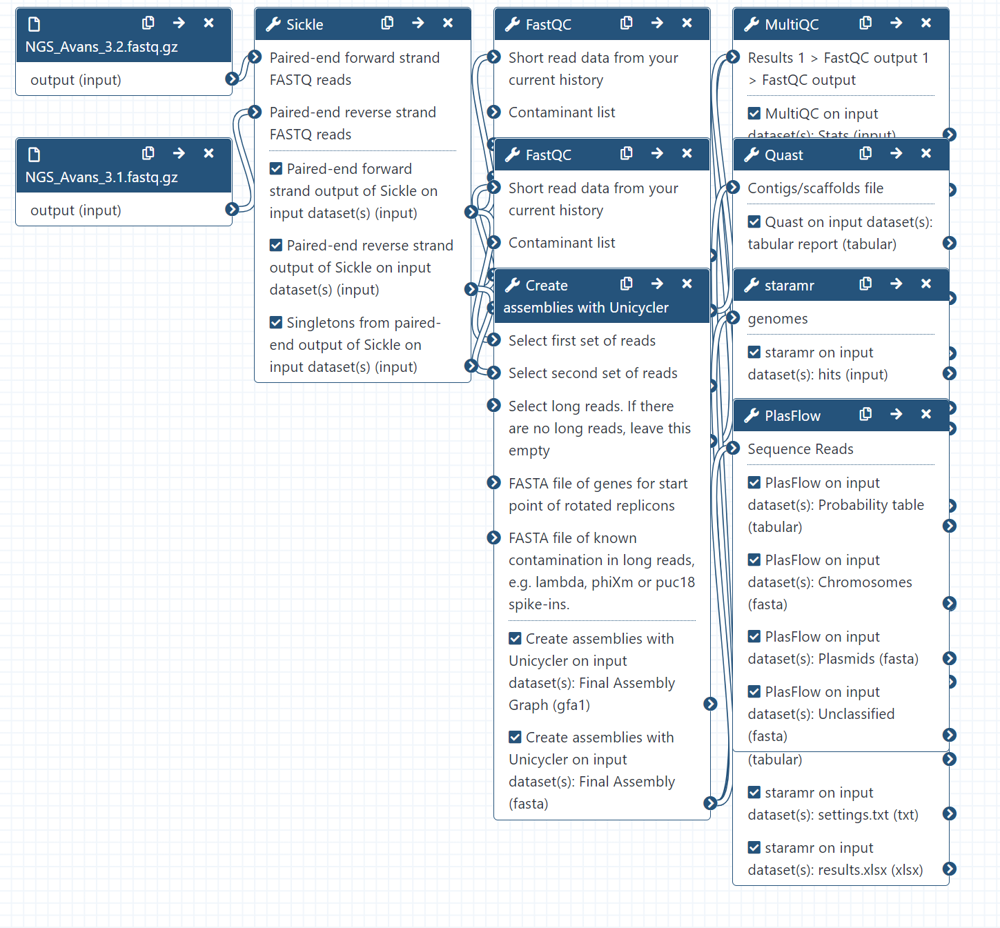 NGS_Avans_3.2.fastq.gz
output (input)
NGS_Avans_3.1.fastq.gz
output (input)
Sickle
Paired-end forward strand
FASTQ reads
Paired-end reverse strand
FASTQ reads
Paired-end forward
strand output of Sickle on
input dataset(s) (input)
Paired-end reverse strand
output of Sickle on input
dataset(s) (input)
Singletons from paired-
end output of Sickle on
input dataset(s) (input)
FastQC
Short read data from your
current history
Contaminant list
FastQC
Short read data from your
current history
Contaminant list
Create
assemblies with Unicycler
Select first set of reads
Select second set of reads
Select long reads. If there
are no long reads, leave this
empty
FASTA file of genes for start
point of rotated replicons
FASTA file of known
contamination in long reads,
e.g. lambda, phiXm or puc18
spike-ins.
Create assemblies with
Unicycler on input
dataset(s): Final Assembly
Graph (gfa1)
Create assemblies with
Unicycler on input
dataset(s): Final Assembly
(fasta)
MultiQC
Results 1 > FastQC output 1
> FastQC output
MultiQC on input
dataset(s): Stats (input)
Quast
Contigs/scaffolds file
Quast on input dataset(s):
tabular report (tabular)
staramr
genomes
staramr on input
dataset(s): hits (input)
PlasFlow
Sequence Reads
PlasFlow on input
dataset(s): Probability table
(tabular)
PlasFlow on input
dataset(s): Chromosomes
(fasta)
PlasFlow on input
dataset(s): Plasmids (fasta)
PlasFlow on input
dataset(s): Unclassified
(fasta)
(tabular)
staramr on input
dataset(s): settings.txt (txt)
staramr on input
dataset(s): results.xlsx (xlsx)